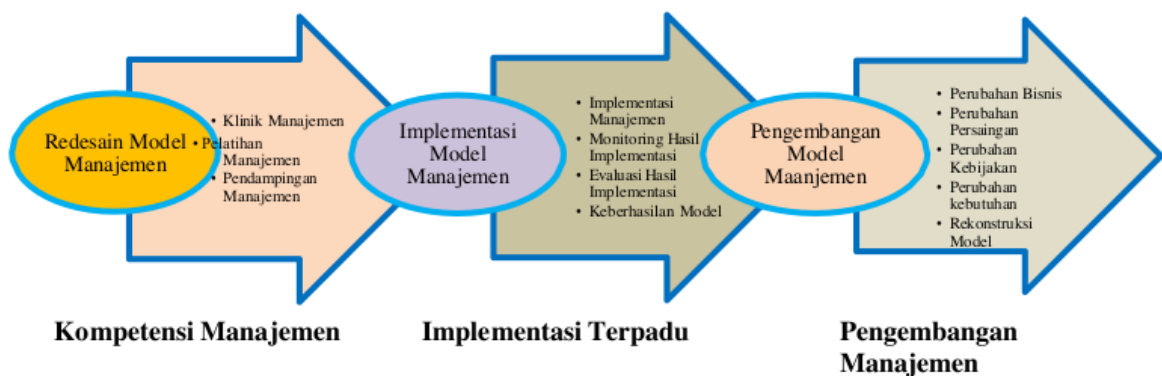 Redesain Model
Manajemen
• Klinik Manajemen
• Pelatihan
Manajemen
• Pendampingan
Manajemen
Implementasi
Model
Manajemen
• Implementasi
Manajemen
• Monitoring Hasil
Implementasi
• Evaluasi Hasil
Implementasi
• Keberhasilan Model
Pengembangan
Model
Maanjemen
• Perubahan Bisnis
• Perubahan
Persaingan
• Perubahan
Kebijakan
• Perubahan
kebutuhan
• Rekonstruksi
Model
Kompetensi Manajemen
Implementasi Terpadu
Pengembangan
Manajemen